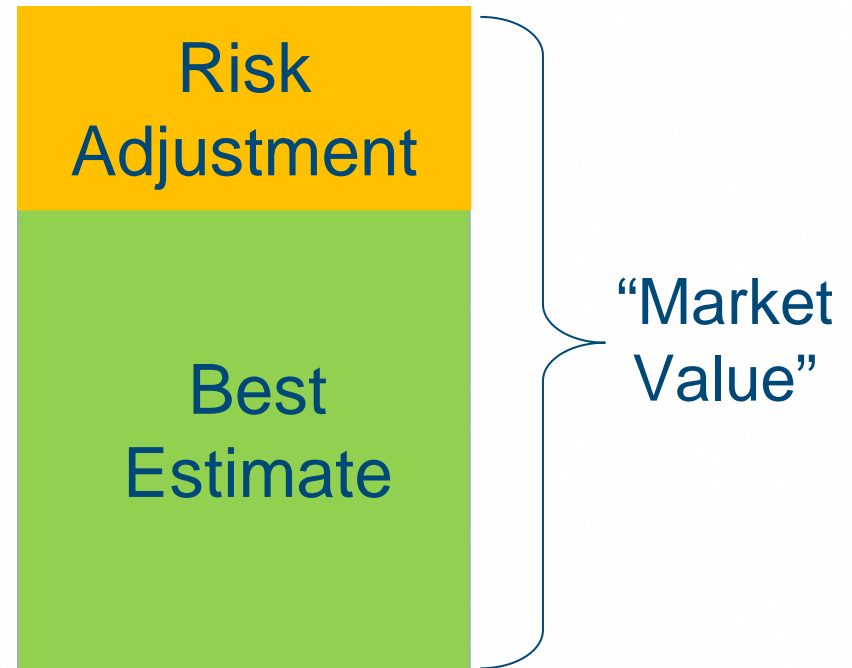 Risk
Adjustment
Best
Estimate
“Market
Value”